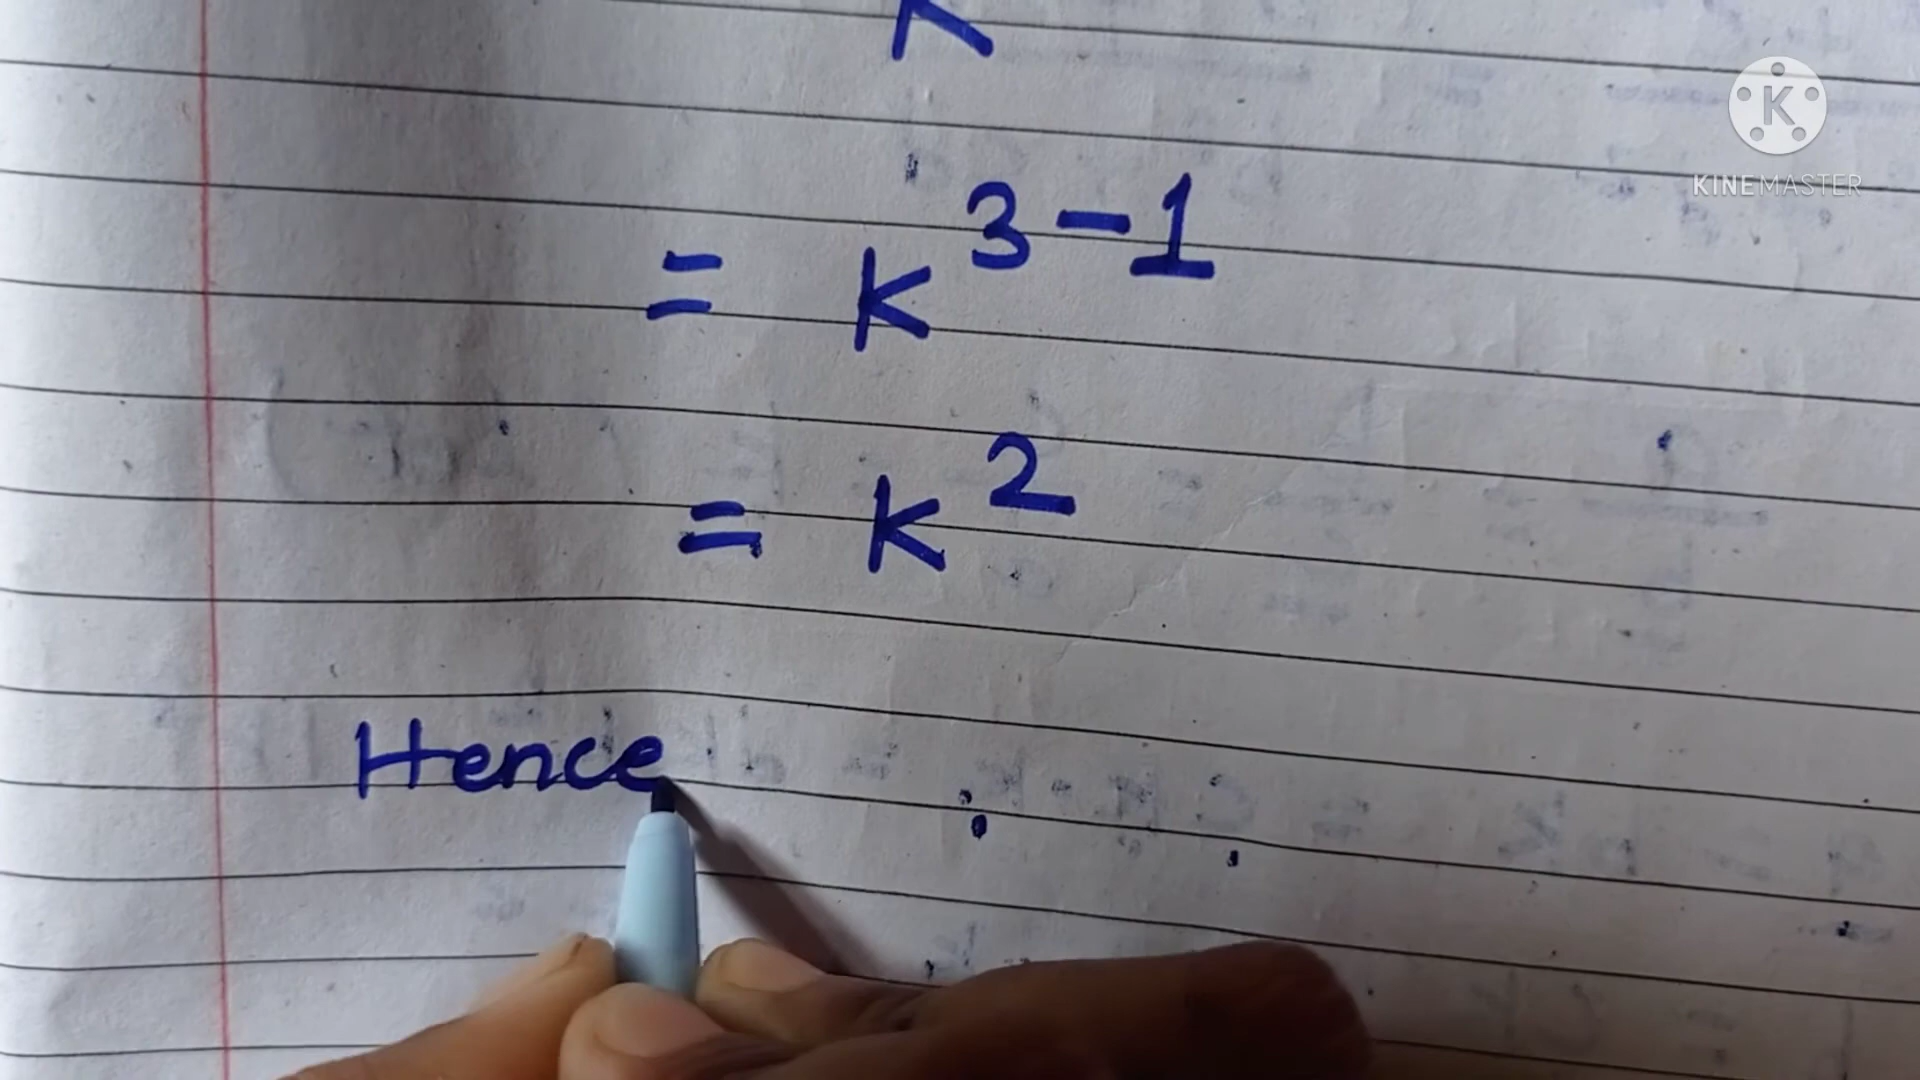 K
K
KINEMASTER
= K³⁻¹
= K²
Hence